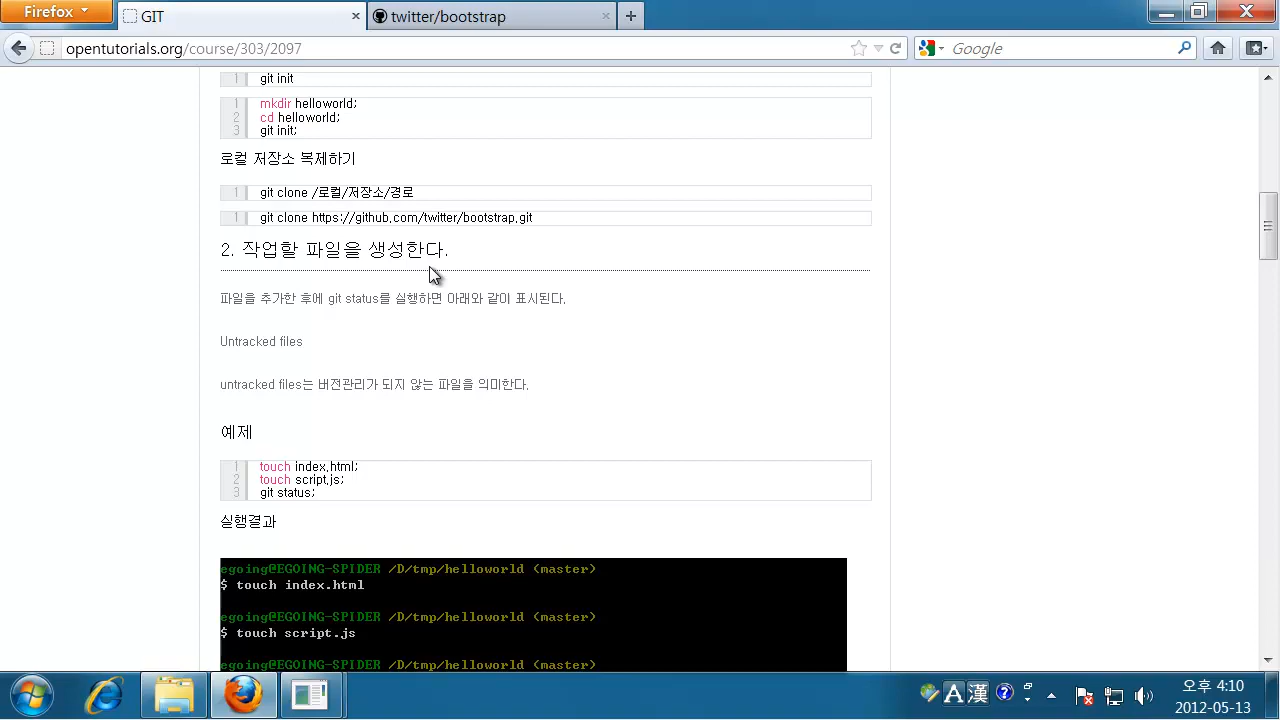 Firefox
GIT
twitter/bootstrap
opentutorials.org/course/303/2097
Google
1 git init
1 mkdir helloworld;
2 cd helloworld;
3 git init;
로컬 저장소 복제하기
1 git clone /로컬/저장소/경로
1 git clone https://github.com/twitter/bootstrap.git
2. 작업할 파일을 생성한다.
파일을 추가한 후에 git status를 실행하면 아래와 같이 표시된다.
Untracked files
untracked files는 버전관리가 되지 않는 파일을 의미한다.
예제
1 touch index.html;
2 touch script.js;
3 git status;
실행결과
egoing@EGOING-SPIDER /D/tmp/helloworld (master)
$ touch index.html
egoing@EGOING-SPIDER /D/tmp/helloworld (master)
$ touch script.js
egoing@EGOING-SPIDER /D/tmp/helloworld (master)
A 漢
오후 4:10
2012-05-13